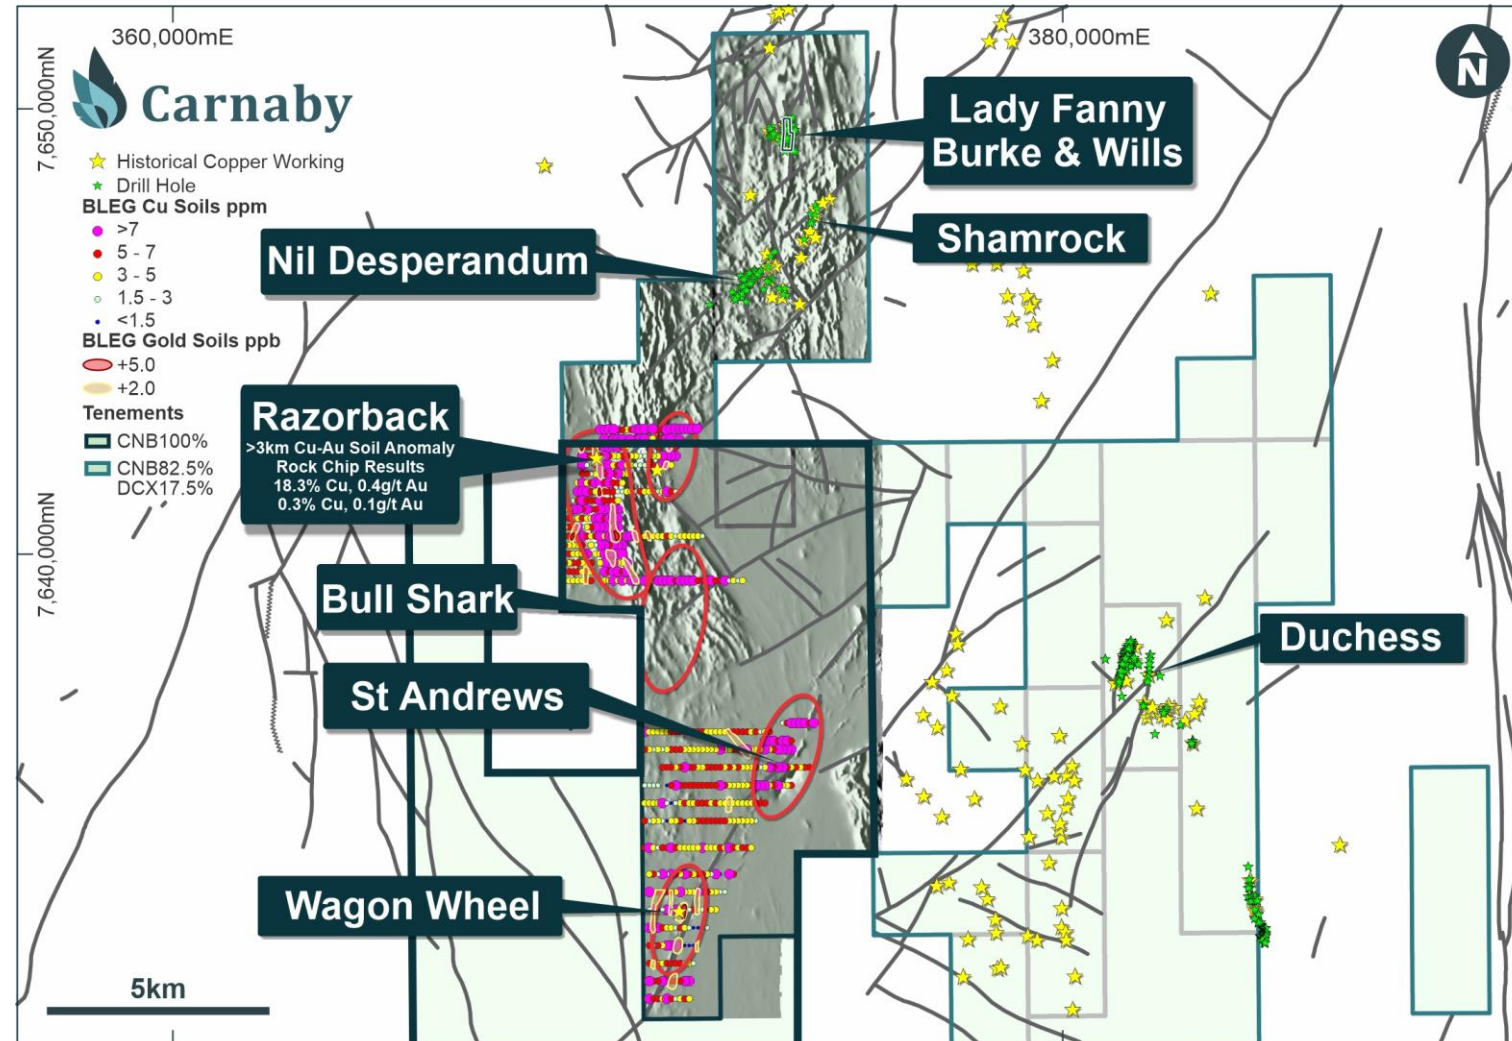 360,000mE
380,000mE
7,650,000mN
7,640,000mN
N
Carnaby
Historical Copper Working
Drill Hole
BLEG Cu Soils ppm
>7
5 - 7
3 - 5
1.5 - 3
<1.5
BLEG Gold Soils ppb
+5.0
+2.0
Tenements
CNB100%
CNB82.5%
DCX17.5%
Lady Fanny
Burke & Wills
Shamrock
Nil Desperandum
Razorback
>3km Cu-Au Soil Anomaly
Rock Chip Results
18.3% Cu, 0.4g/t Au
0.3% Cu, 0.1g/t Au
Bull Shark
Duchess
St Andrews
Wagon Wheel
5km